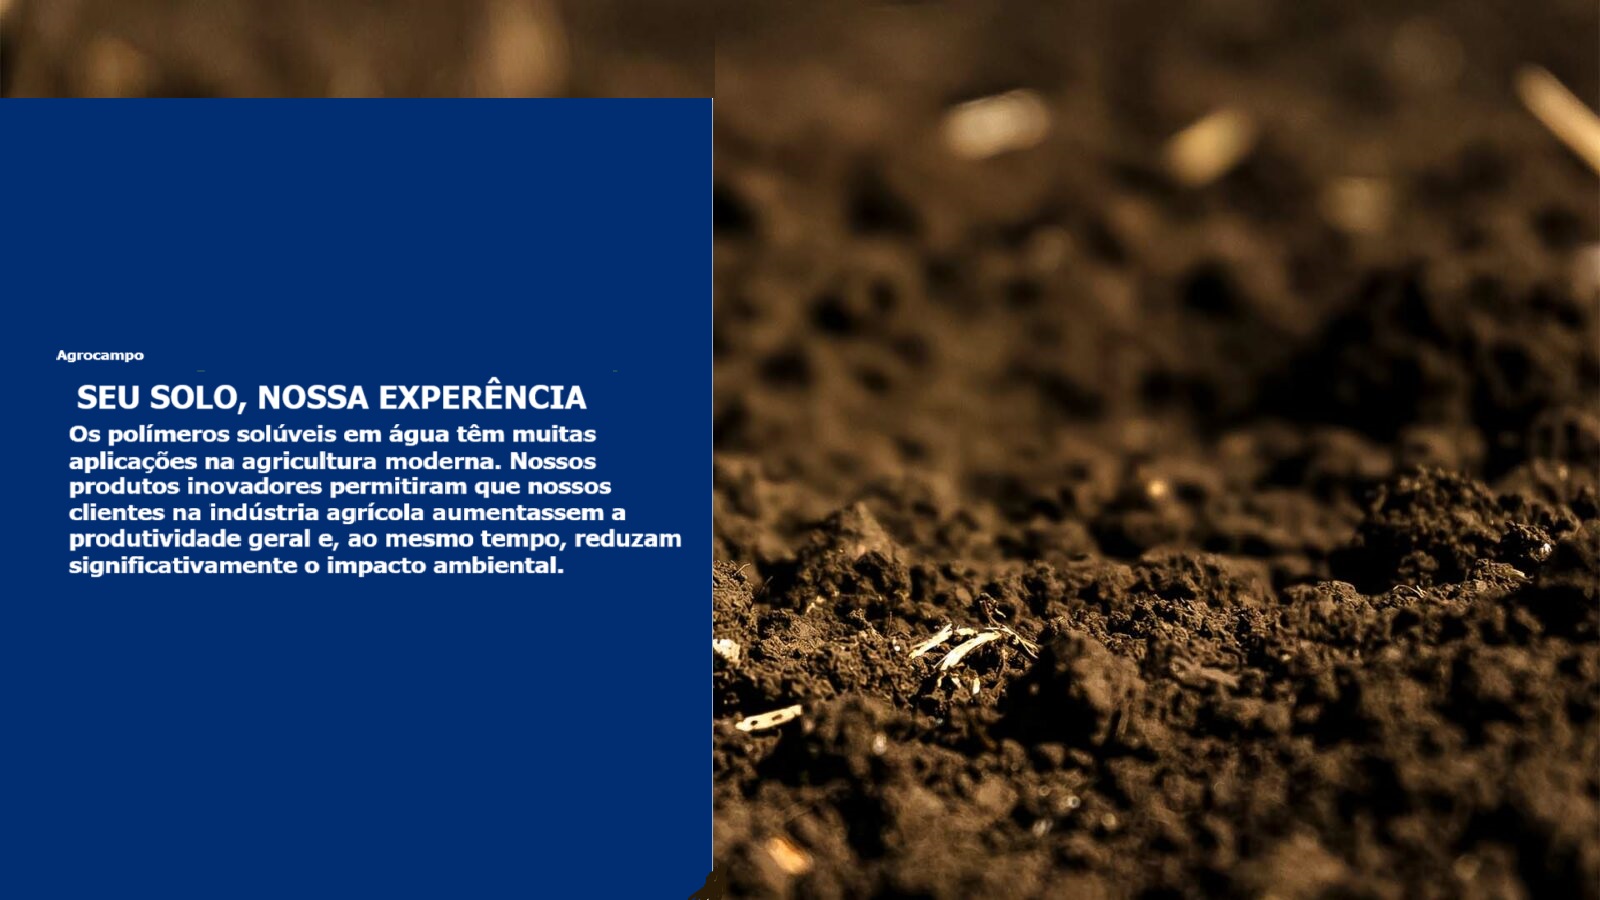 Agrocampo
SEU SOLO, NOSSA EXPERÊNCIA
Os polímeros solúveis em água têm muitas
aplicações na agricultura moderna. Nossos
produtos inovadores permitiram que nossos
clientes na indústria agrícola aumentassem a
produtividade geral e, ao mesmo tempo, reduzam
significativamente o impacto ambiental.